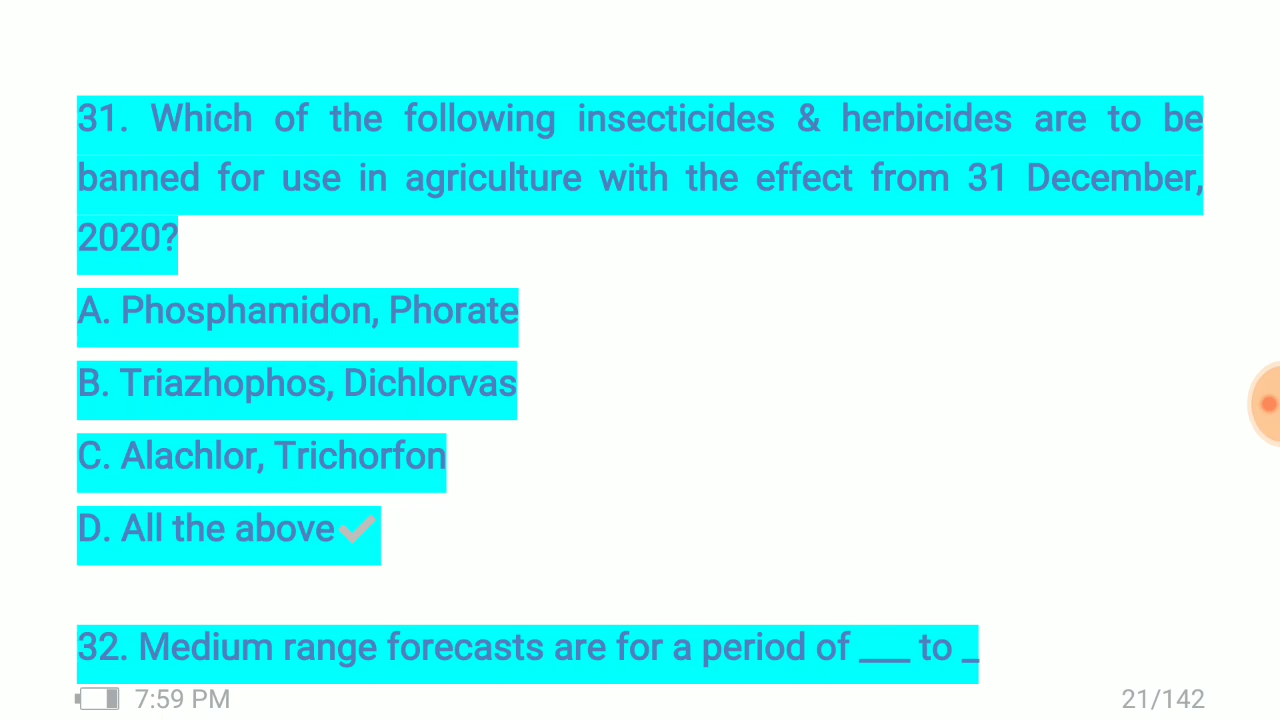 31. Which of the following insecticides & herbicides are to be
banned for use in agriculture with the effect from 31 December,
2020?
A. Phosphamidon, Phorate
B. Triazhophos, Dichlorvas
C. Alachlor, Trichorfon
D. All the above✔
32. Medium range forecasts are for a period of ___ to _
7:59 PM
21/142